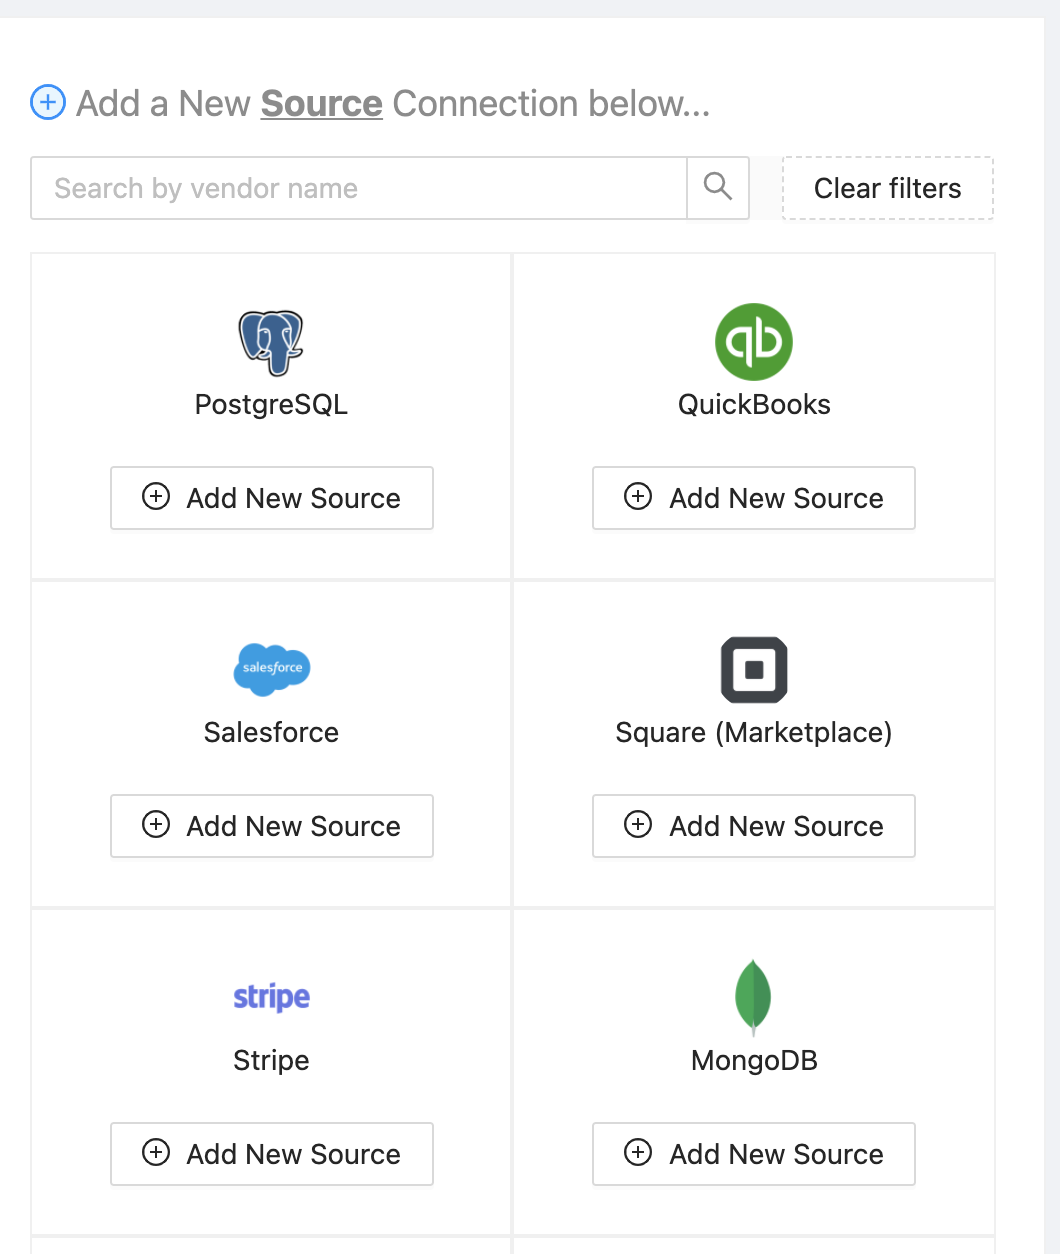 Add a New Source Connection below...
Search by vendor name
Clear filters
PostgreSQL
Add New Source
qb
QuickBooks
Add New Source
salesforce
Salesforce
Add New Source
Square (Marketplace)
Add New Source
stripe
Stripe
Add New Source
MongoDB
Add New Source